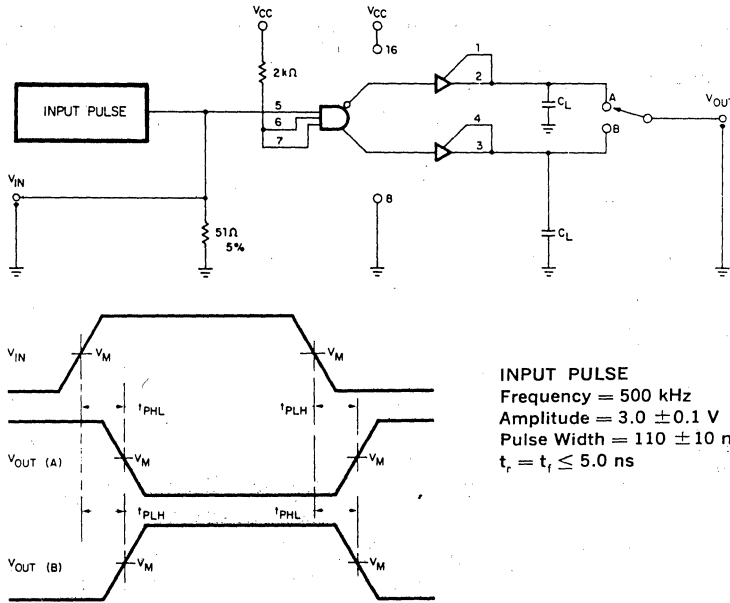 VCC
VCC
16
1
2kΩ
2
INPUT PULSE
5
6
7
A
CL
VOUT
B
4
3
VIN
8
51Ω
5%
CL
VIN
VM
VM
tPHL
tPLH
VOUT (A)
VM
VM
tPLH
tPHL
VOUT (B)
VM
VM
INPUT PULSE
Frequency = 500 kHz
Amplitude = 3.0 ±0.1 V
Pulse Width = 110 ±10 n
tr = tf ≤ 5.0 ns